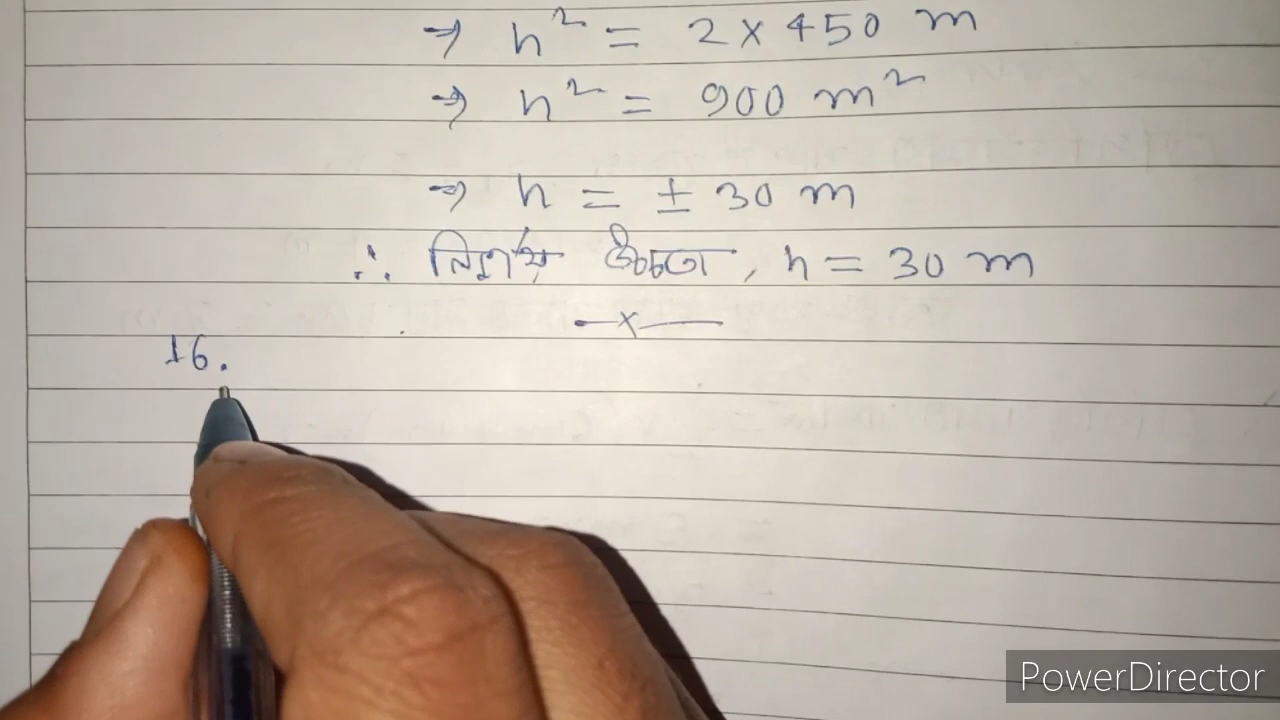 ⇒ h² = 2 × 450 m
⇒ h² = 900 m²
⇒ h = ± 30 m
∴ নির্ণেয় উচ্চতা, h = 30 m
—x—
16.
PowerDirector